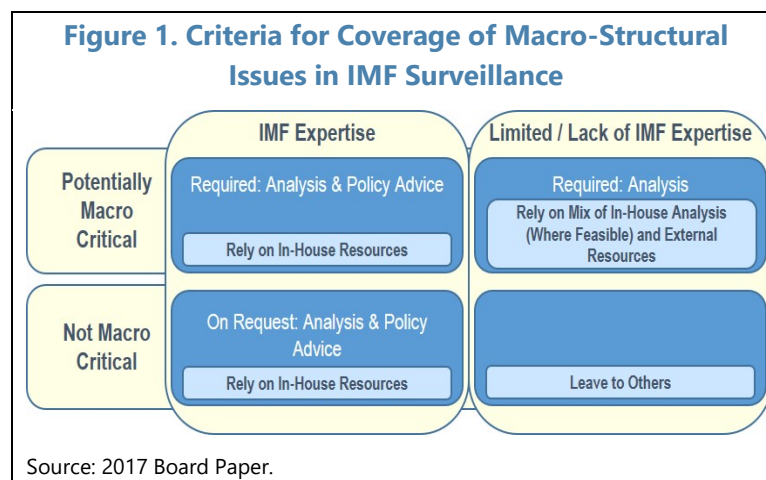 Figure 1. Criteria for Coverage of Macro-Structural
Issues in IMF Surveillance
IMF Expertise
Limited / Lack of IMF Expertise
Potentially
Macro
Critical
Required: Analysis & Policy Advice
Rely on In-House Resources
Required: Analysis
Rely on Mix of In-House Analysis
(Where Feasible) and External
Resources
Not Macro
Critical
On Request: Analysis & Policy
Advice
Rely on In-House Resources
Leave to Others
Source: 2017 Board Paper.